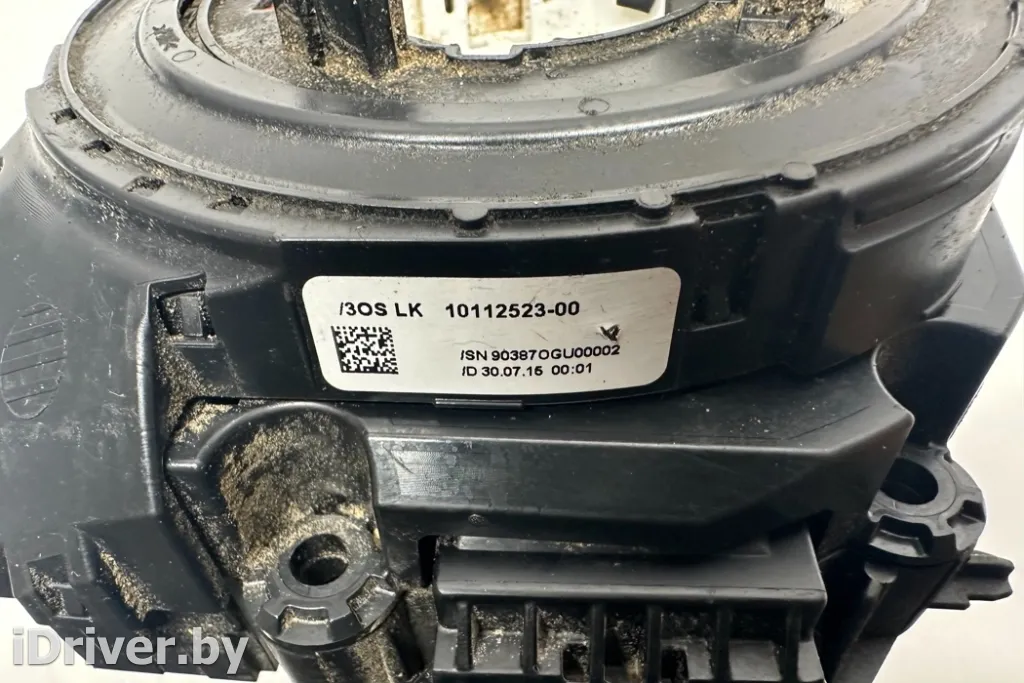 /3OS LK 10112523-00
/SN 90387OGU00002
/D 30.07.15 00:01
iDriver.by